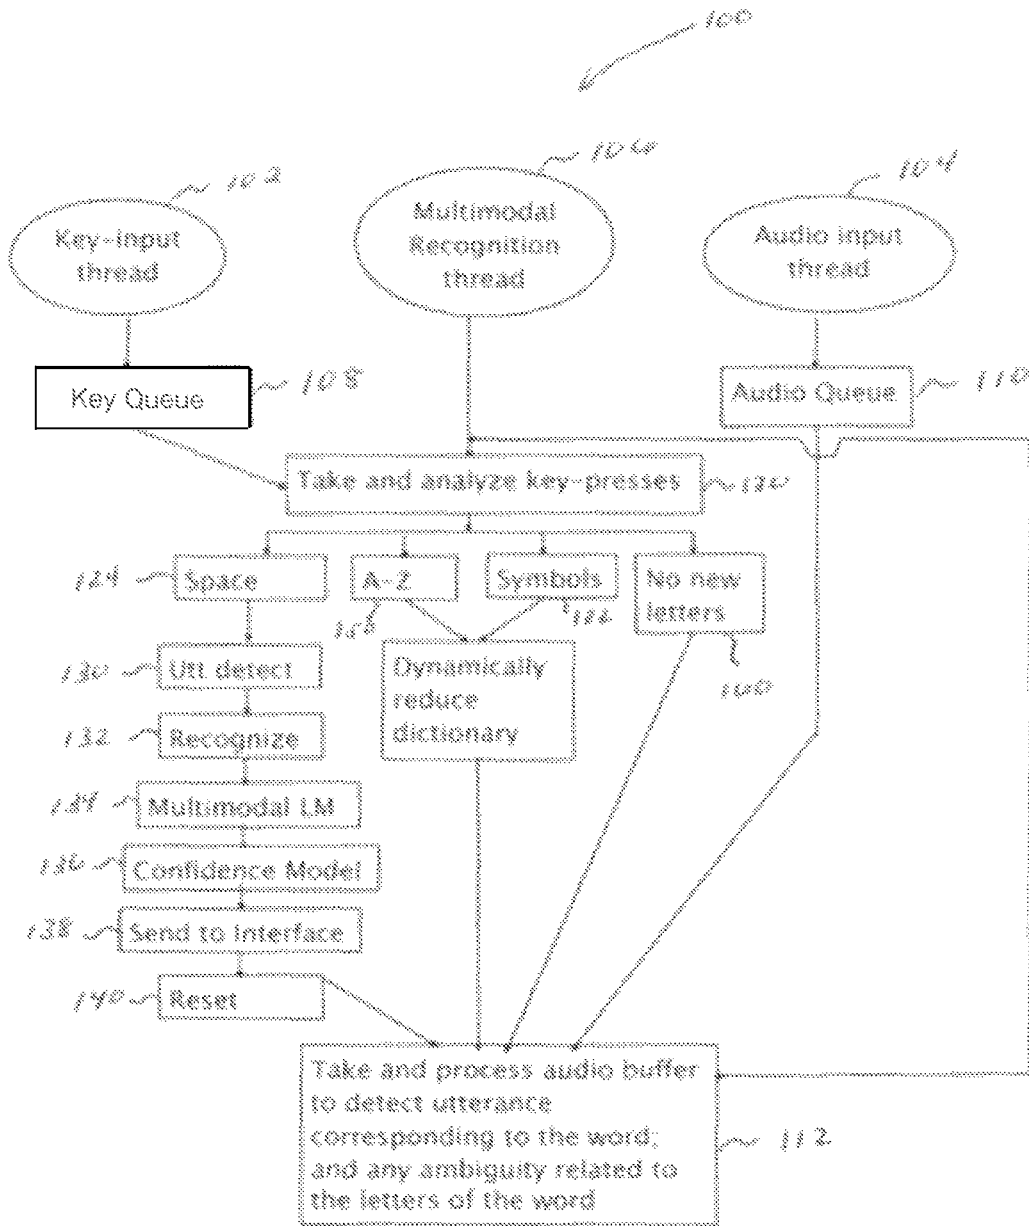 100
102
106
104
Key-input
thread
Multimodal
Recognition
thread
Audio input
thread
Key Queue
108
Audio Queue
110
Take and analyze key-presses
120
124
Space
A-Z
Symbols
No new
letters
130
Utt detect
Dynamically
reduce
dictionary
132
Recognize
134
Multimodal LM
136
Confidence Model
138
Send to Interface
140
Reset
Take and process audio buffer
to detect utterance
corresponding to the word;
and any ambiguity related to
the letters of the word
112